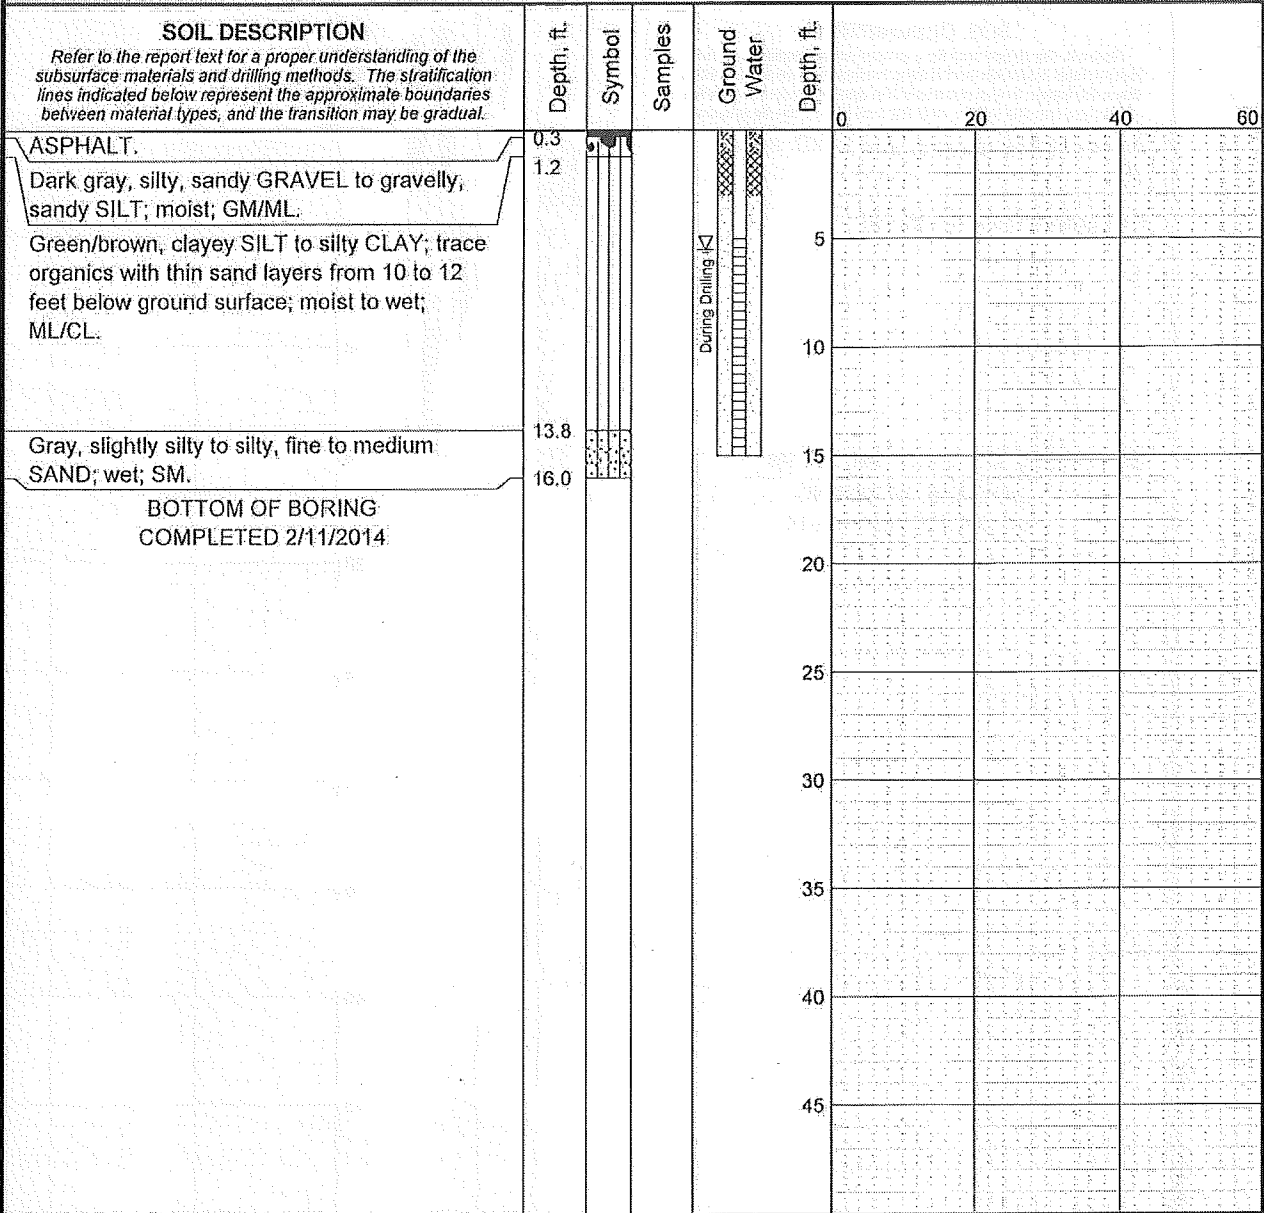 SOIL DESCRIPTION
Refer to the report text for a proper understanding of the
subsurface materials and drilling methods. The stratification
lines indicated below represent the approximate boundaries
between material types, and the transition may be gradual.
Depth, ft.
Symbol
Samples
Ground
Water
Depth, ft.
0 20 40 60
ASPHALT.
0.3
1.2
Dark gray, silty, sandy GRAVEL to gravelly,
sandy SILT; moist; GM/ML.
Green/brown, clayey SILT to silty CLAY; trace
organics with thin sand layers from 10 to 12
feet below ground surface; moist to wet;
ML/CL.
13.8
Gray, slightly silty to silty, fine to medium
SAND; wet; SM.
16.0
BOTTOM OF BORING
COMPLETED 2/11/2014
During Drilling
5
10
15
20
25
30
35
40
45